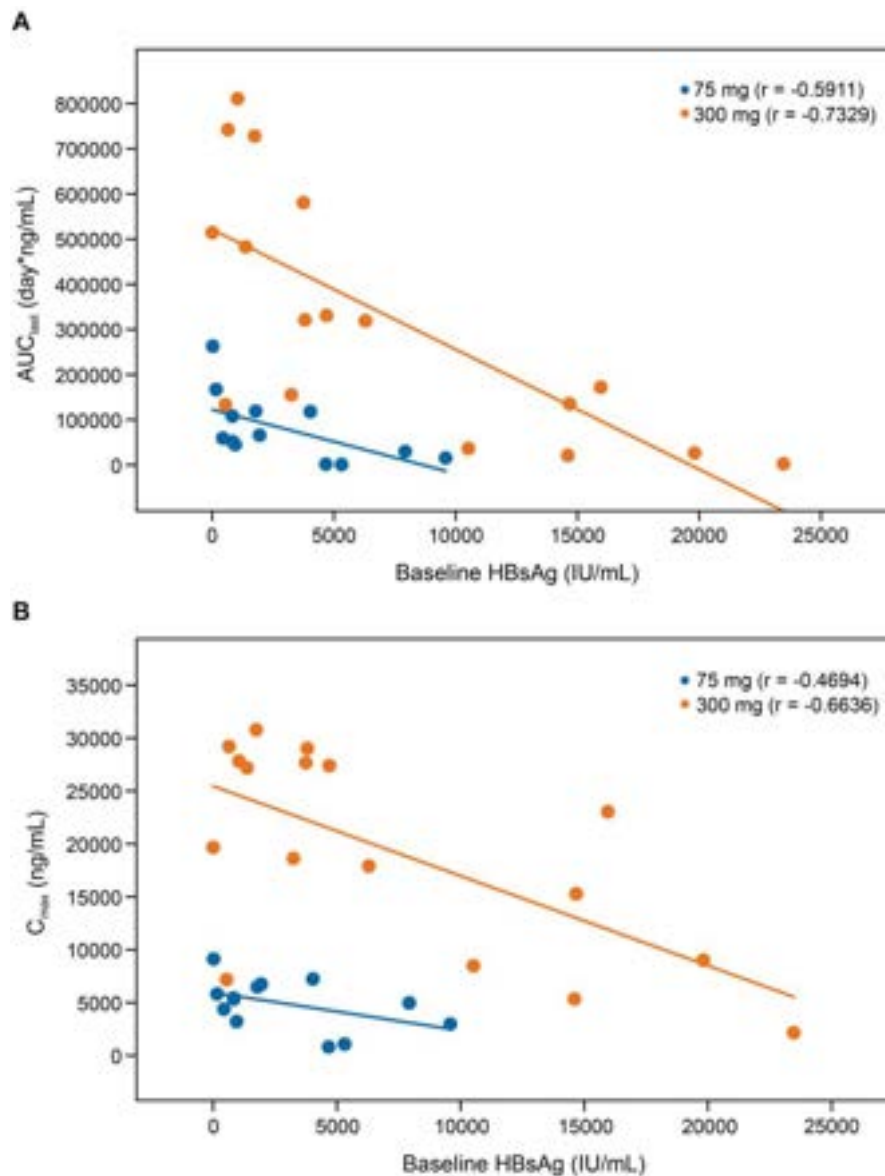 A
75 mg (r = -0.5911)
300 mg (r = -0.7329)
800000
700000
600000
500000
400000
300000
200000
100000
0
AUClast (day*ng/mL)
0 5000 10000 15000 20000 25000
Baseline HBsAg (IU/mL)
B
75 mg (r = -0.4694)
300 mg (r = -0.6636)
35000
30000
25000
20000
15000
10000
5000
0
Cmax (ng/mL)
0 5000 10000 15000 20000 25000
Baseline HBsAg (IU/mL)